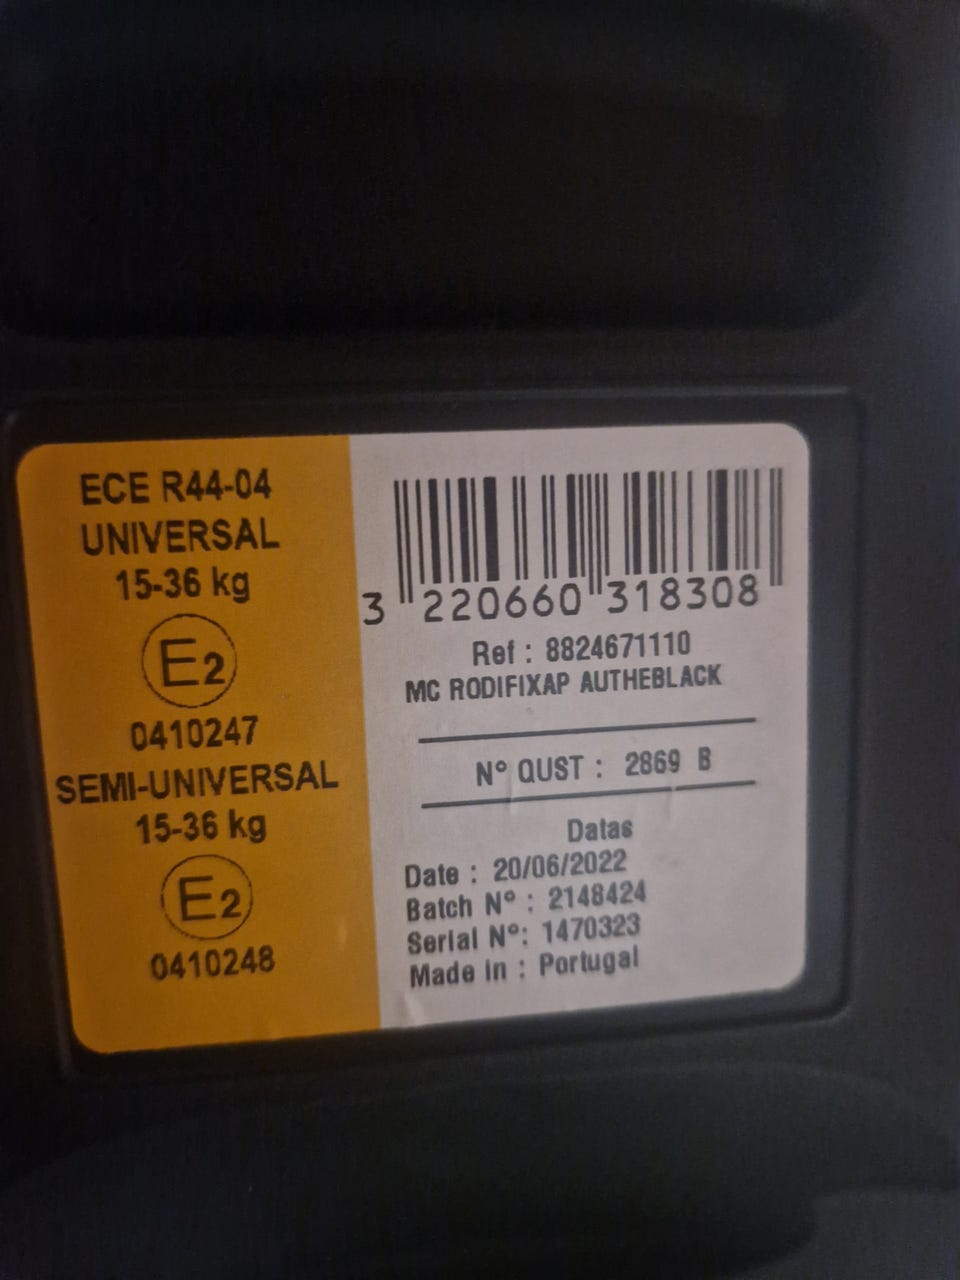 ECE R44-04
UNIVERSAL
15-36 kg
E2
0410247
SEMI-UNIVERSAL
15-36 kg
E2
0410248
3 220660 318308
Ref : 8824671110
MC RODIFIXAP AUTHEBLACK
N° QUST : 2869 B
Datas
Date : 20/06/2022
Batch N° : 2148424
Serial N°: 1470323
Made in : Portugal